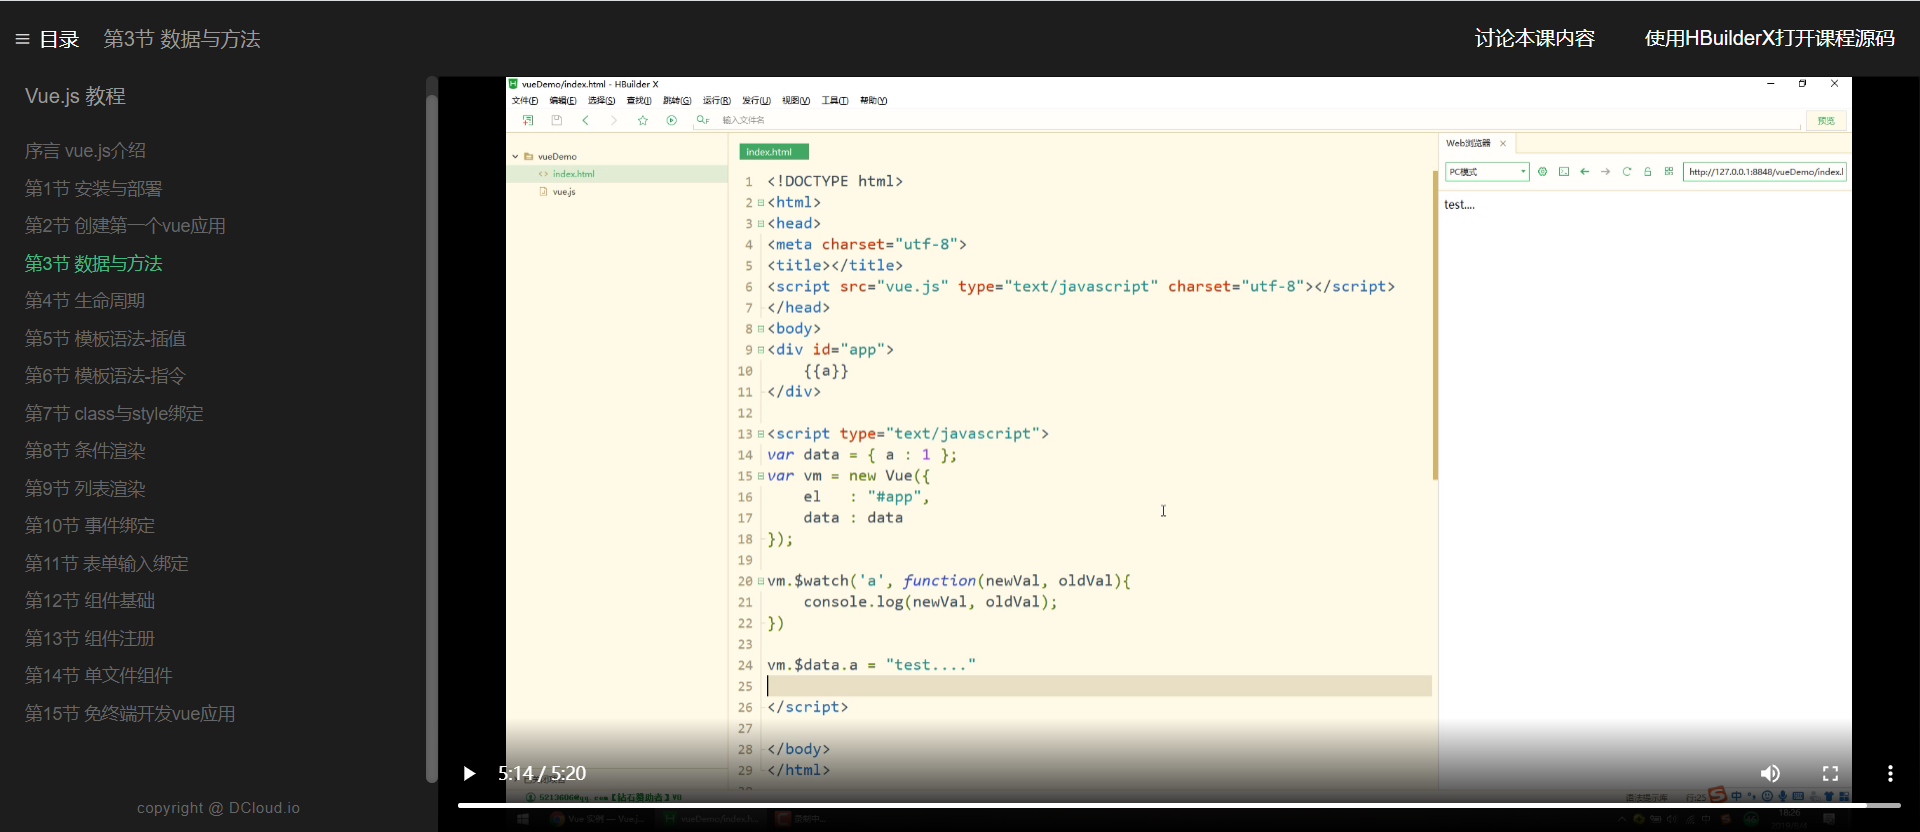 目录 第3节 数据与方法
讨论本课内容 使用HBuilderX打开课程源码
Vue.js 教程
序言 vue.js介绍
第1节 安装与部署
第2节 创建第一个vue应用
第3节 数据与方法
第4节 生命周期
第5节 模板语法-插值
第6节 模板语法-指令
第7节 class与style绑定
第8节 条件渲染
第9节 列表渲染
第10节 事件绑定
第11节 表单输入绑定
第12节 组件基础
第13节 组件注册
第14节 单文件组件
第15节 免终端开发vue应用
copyright @ DCloud.io
vueDemo/index.html - HBuilder X
文件(F) 编辑(E) 选择(S) 查找(I) 跳转(G) 运行(R) 发行(U) 视图(V) 工具(T) 帮助(Y)
输入文件名
预览
vueDemo
index.html
vue.js
index.html
1 <!DOCTYPE html>
2 <html>
3 <head>
4 <meta charset="utf-8">
5 <title></title>
6 <script src="vue.js" type="text/javascript" charset="utf-8"></script>
7 </head>
8 <body>
9 <div id="app">
10 {{a}}
11 </div>
12
13 <script type="text/javascript">
14 var data = { a : 1 };
15 var vm = new Vue({
16 el : "#app",
17 data : data
18 });
19
20 vm.$watch('a', function(newVal, oldVal){
21 console.log(newVal, oldVal);
22 })
23
24 vm.$data.a = "test...."
25
26 </script>
27
28 </body>
29 </html>
Web浏览器
PC模式
http://127.0.0.1:8848/vueDemo/index.l
test....
5:14 / 5:20
语法提示库 行:25
Vue 实例 — Vue.j...
vueDemo/index.h...
18:26